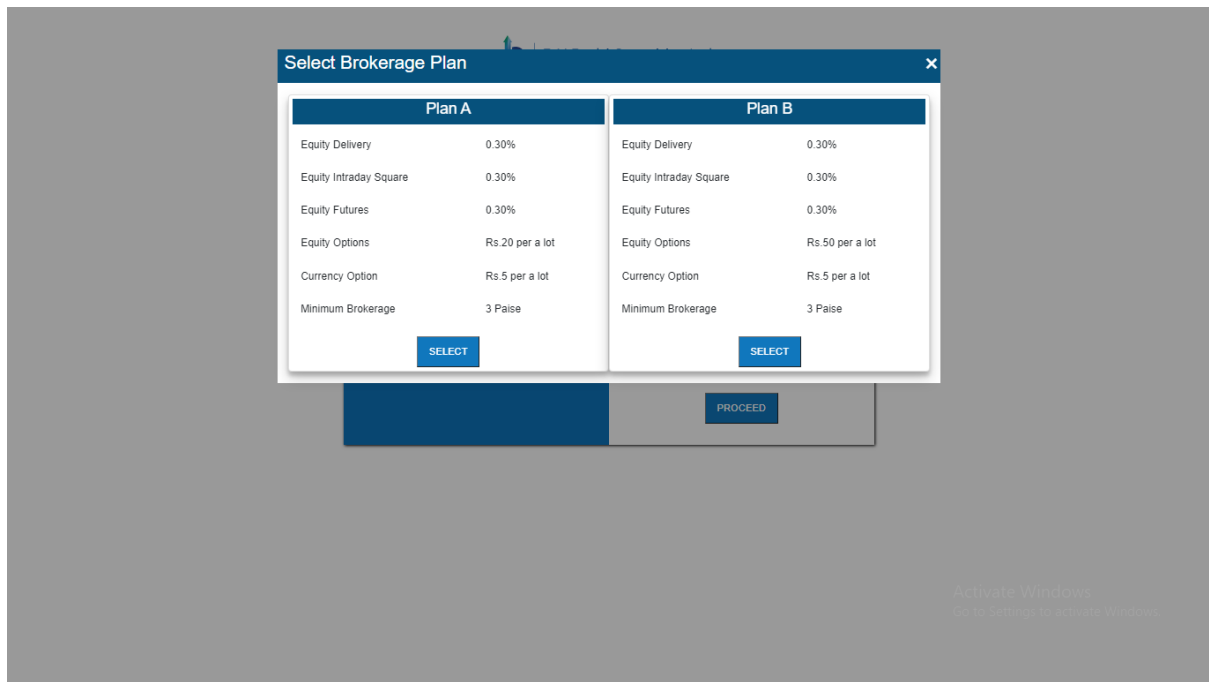 Select Brokerage Plan ×
Plan A
Equity Delivery 0.30%
Equity Intraday Square 0.30%
Equity Futures 0.30%
Equity Options Rs.20 per a lot
Currency Option Rs.5 per a lot
Minimum Brokerage 3 Paise
SELECT
Plan B
Equity Delivery 0.30%
Equity Intraday Square 0.30%
Equity Futures 0.30%
Equity Options Rs.50 per a lot
Currency Option Rs.5 per a lot
Minimum Brokerage 3 Paise
SELECT
PROCEED
Activate Windows
Go to Settings to activate Windows.